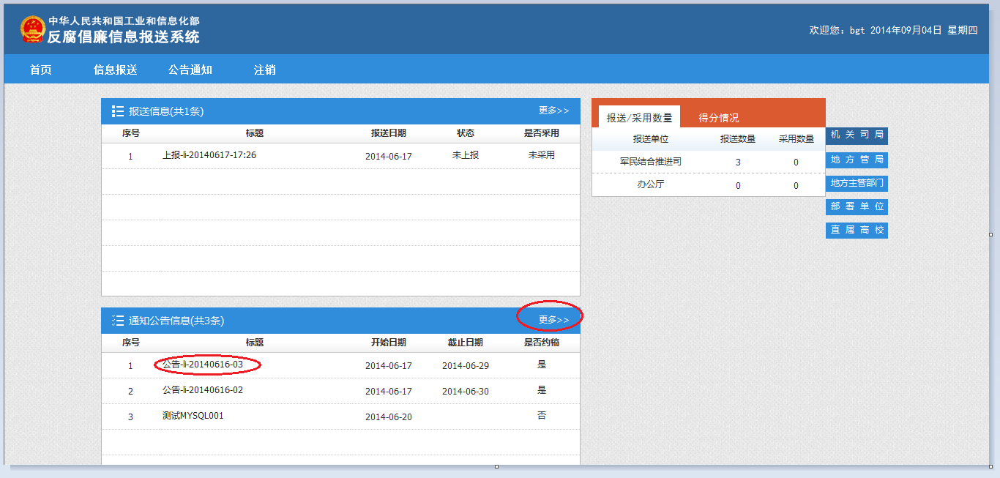 中华人民共和国工业和信息化部
反腐倡廉信息报送系统
欢迎您：bgt 2014年09月04日 星期四
首页 信息报送 公告通知 注销
报送信息(共1条) 更多>>
序号 标题 报送日期 状态 是否采用
1 上报-li-20140617-17:26 2014-06-17 未上报 未采用
通知公告信息(共3条) 更多>>
序号 标题 开始日期 截止日期 是否约稿
1 公告-li-20140616-03 2014-06-17 2014-06-29 是
2 公告-li-20140616-02 2014-06-17 2014-06-30 是
3 测试MYSQL001 2014-06-20 否
报送/采用数量 得分情况
报送单位 报送数量 采用数量
军民结合推进司 3 0
办公厅 0 0
机关司局
地方管局
地方主管部门
部署单位
直属高校